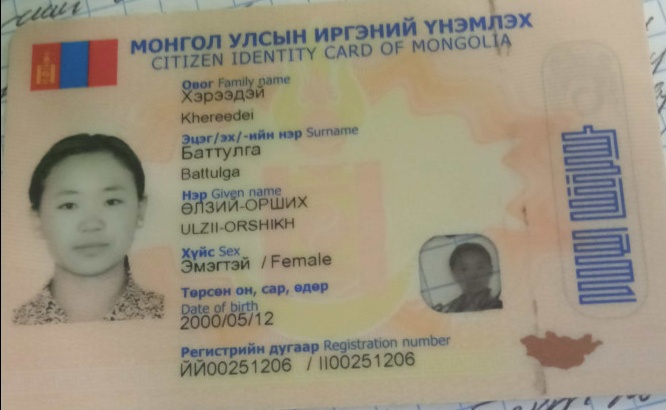 МОНГОЛ УЛСЫН ИРГЭНИЙ ҮНЭМЛЭХ
CITIZEN IDENTITY CARD OF MONGOLIA
Овог Family name
Хэрээдэй
Khereedei
Эцэг/эх/-ийн нэр Surname
Баттулга
Battulga
Нэр Given name
ӨЛЗИЙ-ОРШИХ
ULZII-ORSHIKH
Хүйс Sex
Эмэгтэй / Female
Төрсөн он, сар, өдөр
Date of birth
2000/05/12
Регистрийн дугаар Registration number
ЙЙ00251206 / II00251206